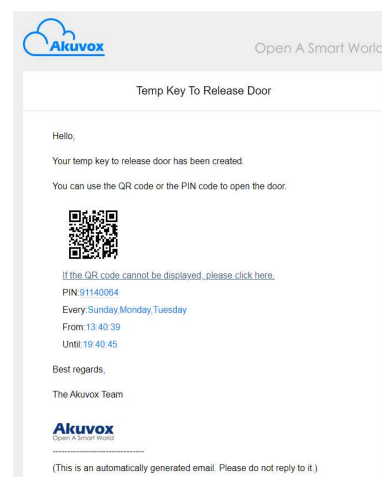 Akuvox
Open A Smart World
Temp Key To Release Door
Hello,
Your temp key to release door has been created.
You can use the QR code or the PIN code to open the door.
If the QR code cannot be displayed, please click here.
PIN:91140064
Every:Sunday,Monday,Tuesday
From:13:40:39
Until:19:40:45
Best regards,
The Akuvox Team
Akuvox
Open A Smart World
------------------------------
(This is an automatically generated email. Please do not reply to it.)